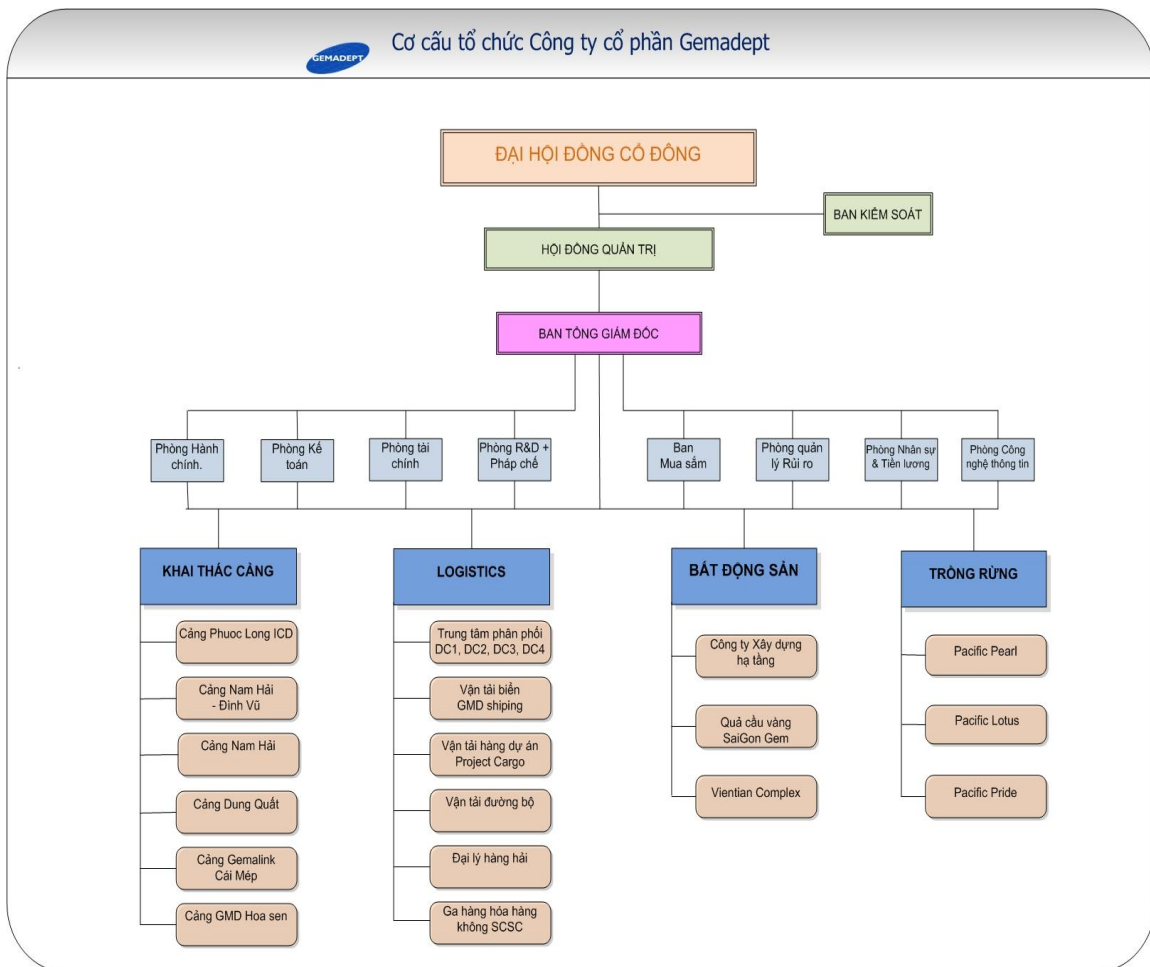 Cơ cấu tổ chức Công ty cổ phần Gemadept
GEMADEPT
ĐẠI HỘI ĐỒNG CỔ ĐÔNG
BAN KIỂM SOÁT
HỘI ĐỒNG QUẢN TRỊ
BAN TỔNG GIÁM ĐỐC
Phòng Hành
chính.
Phòng Kế
toán
Phòng tài
chính
Phòng R&D +
Pháp chế
Ban
Mua sắm
Phòng quản
lý Rủi ro
Phòng Nhân sự
& Tiền lương
Phòng Công
nghệ thông tin
KHAI THÁC CẢNG
Cảng Phuoc Long ICD
Cảng Nam Hải
- Đình Vũ
Cảng Nam Hải
Cảng Dung Quất
Cảng Gemalink
Cái Mép
Cảng GMD Hoa sen
LOGISTICS
Trung tâm phân phối
DC1, DC2, DC3, DC4
Vận tải biển
GMD shiping
Vận tải hàng dự án
Project Cargo
Vận tải đường bộ
Đại lý hàng hải
Ga hàng hóa hàng
không SCSC
BẤT ĐỘNG SẢN
Công ty Xây dựng
hạ tầng
Quả cầu vàng
SaiGon Gem
Vientian Complex
TRỒNG RỪNG
Pacific Pearl
Pacific Lotus
Pacific Pride